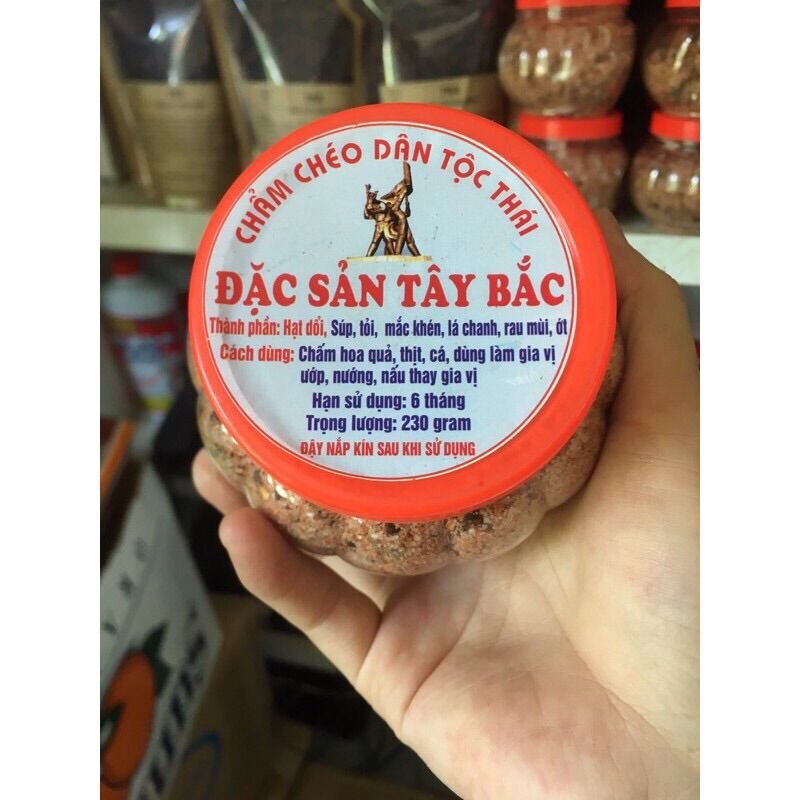 CHẨM CHÉO DÂN TỘC THÁI
ĐẶC SẢN TÂY BẮC
Thành phần: Hạt dổi, Súp, tỏi, mắc khén, lá chanh, rau mùi, ớt
Cách dùng: Chấm hoa quả, thịt, cá, dùng làm gia vị
ướp, nướng, nấu thay gia vị
Hạn sử dụng: 6 tháng
Trọng lượng: 230 gram
ĐẬY NẮP KÍN SAU KHI SỬ DỤNG